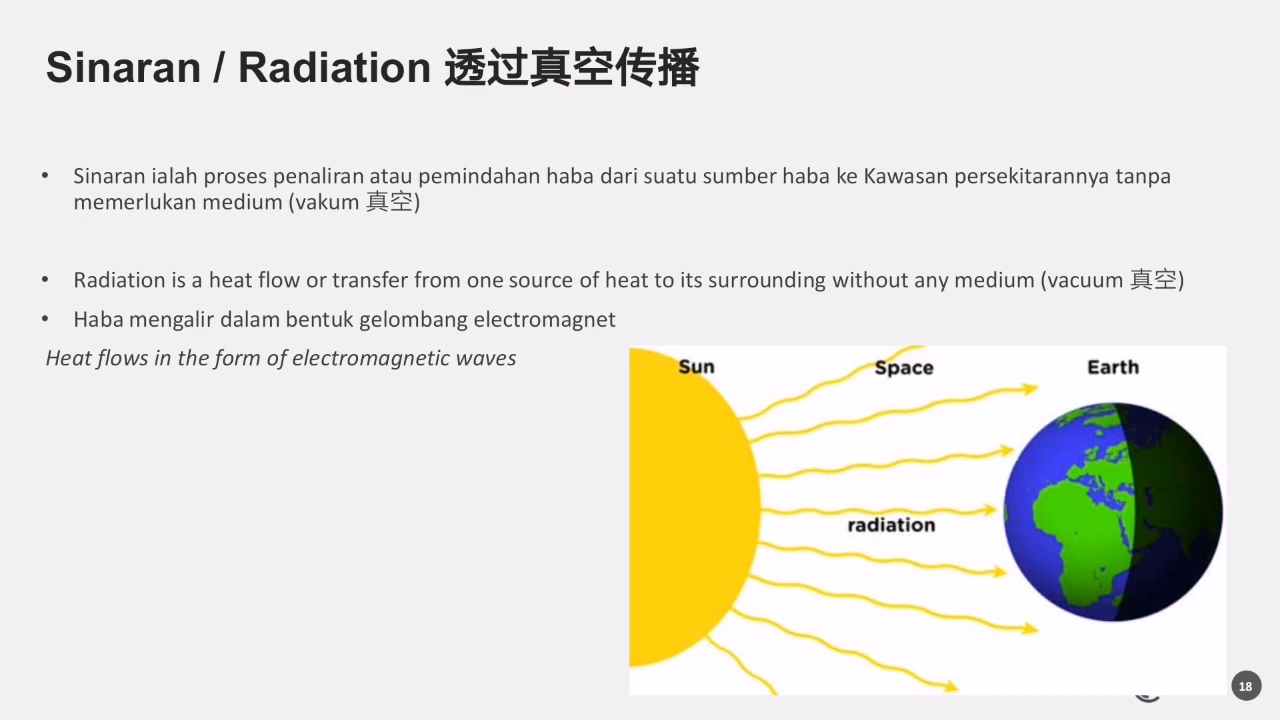 Sinaran / Radiation 透过真空传播
• Sinaran ialah proses penaliran atau pemindahan haba dari suatu sumber haba ke Kawasan persekitarannya tanpa
memerlukan medium (vakum 真空)
• Radiation is a heat flow or transfer from one source of heat to its surrounding without any medium (vacuum 真空)
• Haba mengalir dalam bentuk gelombang electromagnet
Heat flows in the form of electromagnetic waves
Sun
Space
Earth
radiation
18